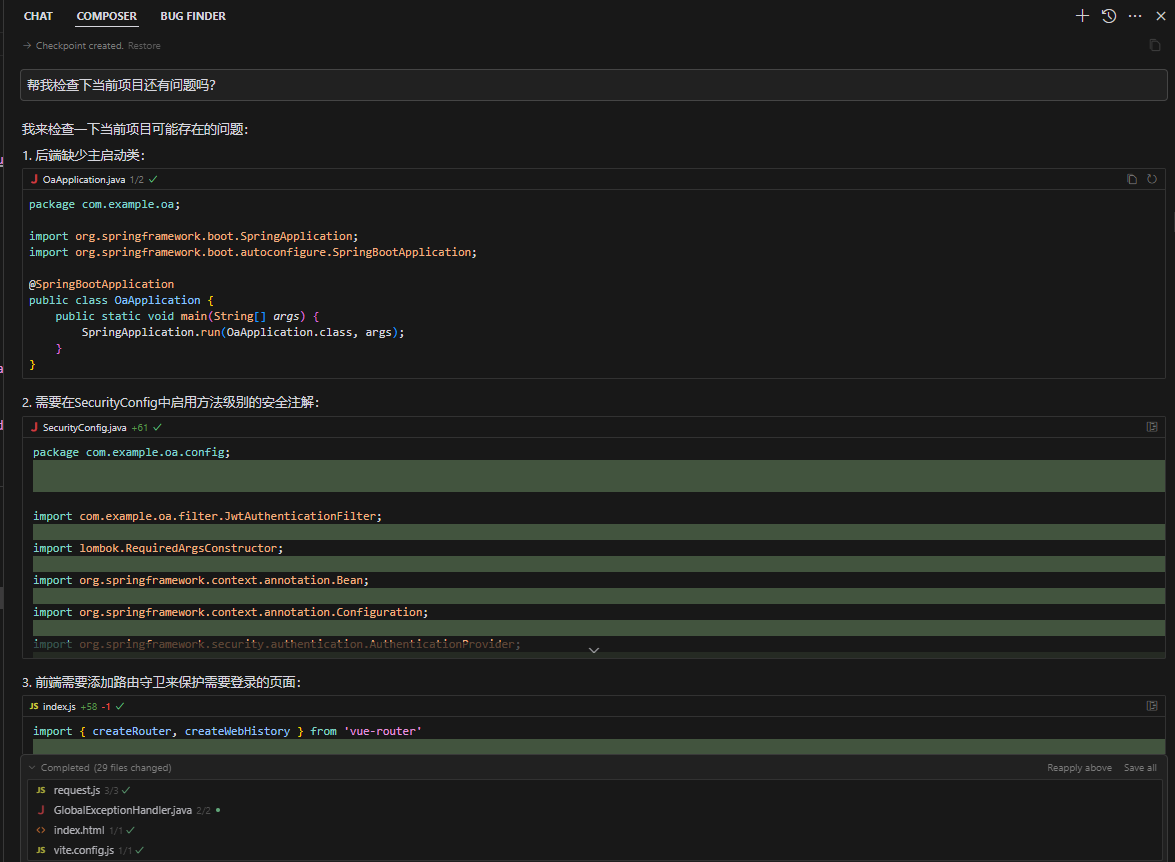 CHAT COMPOSER BUG FINDER
Checkpoint created. Restore
帮我检查下当前项目还有问题吗?
我来检查一下当前项目可能存在的问题:
1. 后端缺少主启动类:
J OaApplication.java 1/2
package com.example.oa;
import org.springframework.boot.SpringApplication;
import org.springframework.boot.autoconfigure.SpringBootApplication;
@SpringBootApplication
public class OaApplication {
public static void main(String[] args) {
SpringApplication.run(OaApplication.class, args);
}
}
2. 需要在SecurityConfig中启用方法级别的安全注解:
J SecurityConfig.java +61
package com.example.oa.config;
import com.example.oa.filter.JwtAuthenticationFilter;
import lombok.RequiredArgsConstructor;
import org.springframework.context.annotation.Bean;
import org.springframework.context.annotation.Configuration;
import org.springframework.security.authentication.AuthenticationProvider;
3. 前端需要添加路由守卫来保护需要登录的页面:
JS index.js +58 -1
import { createRouter, createWebHistory } from 'vue-router'
Completed (29 files changed) Reapply above Save all
JS request.js 3/3
J GlobalExceptionHandler.java 2/2
<> index.html 1/1
JS vite.config.js 1/1